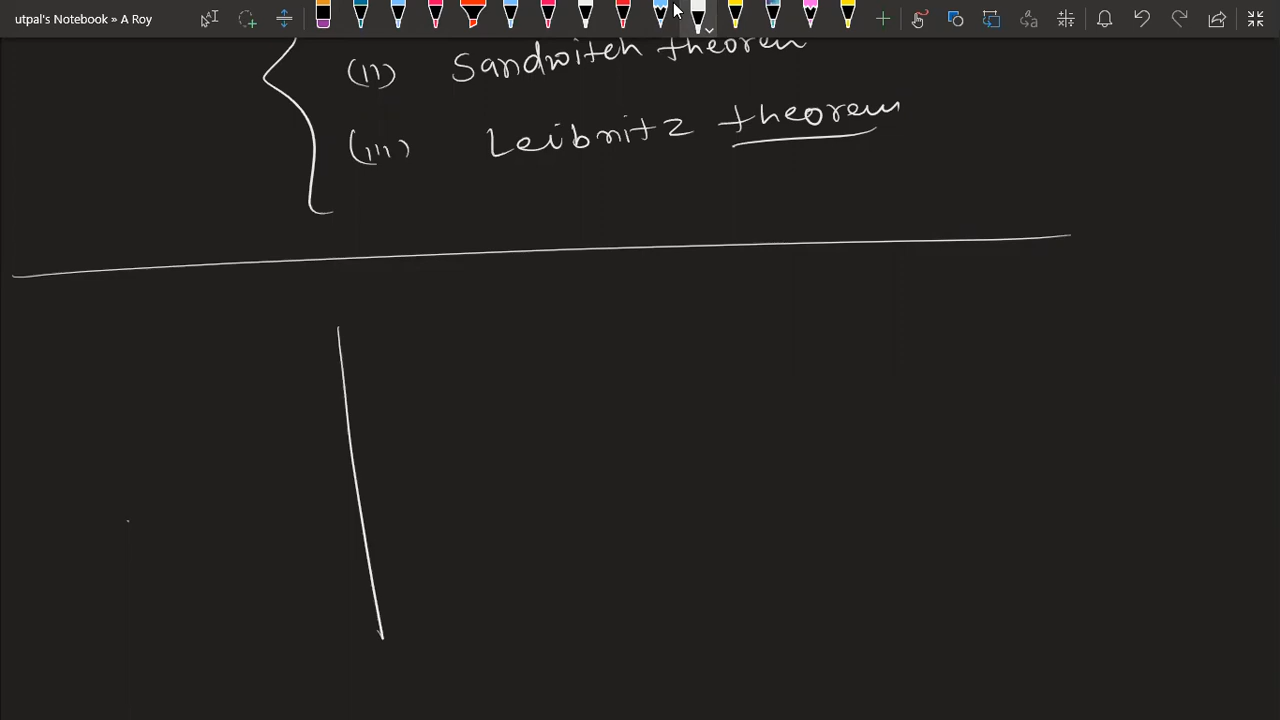 utpal's Notebook » A Roy
(ii) Sandwitch theorem
(iii) Leibnitz theorem